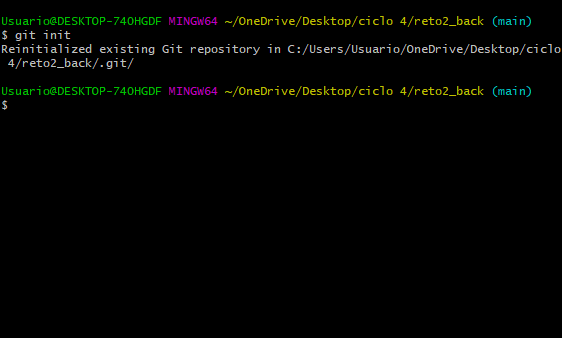 Usuario@DESKTOP-740HGDF MINGW64 ~/OneDrive/Desktop/ciclo 4/reto2_back (main)
$ git init
Reinitialized existing Git repository in C:/Users/Usuario/OneDrive/Desktop/ciclo
 4/reto2_back/.git/
Usuario@DESKTOP-740HGDF MINGW64 ~/OneDrive/Desktop/ciclo 4/reto2_back (main)
$